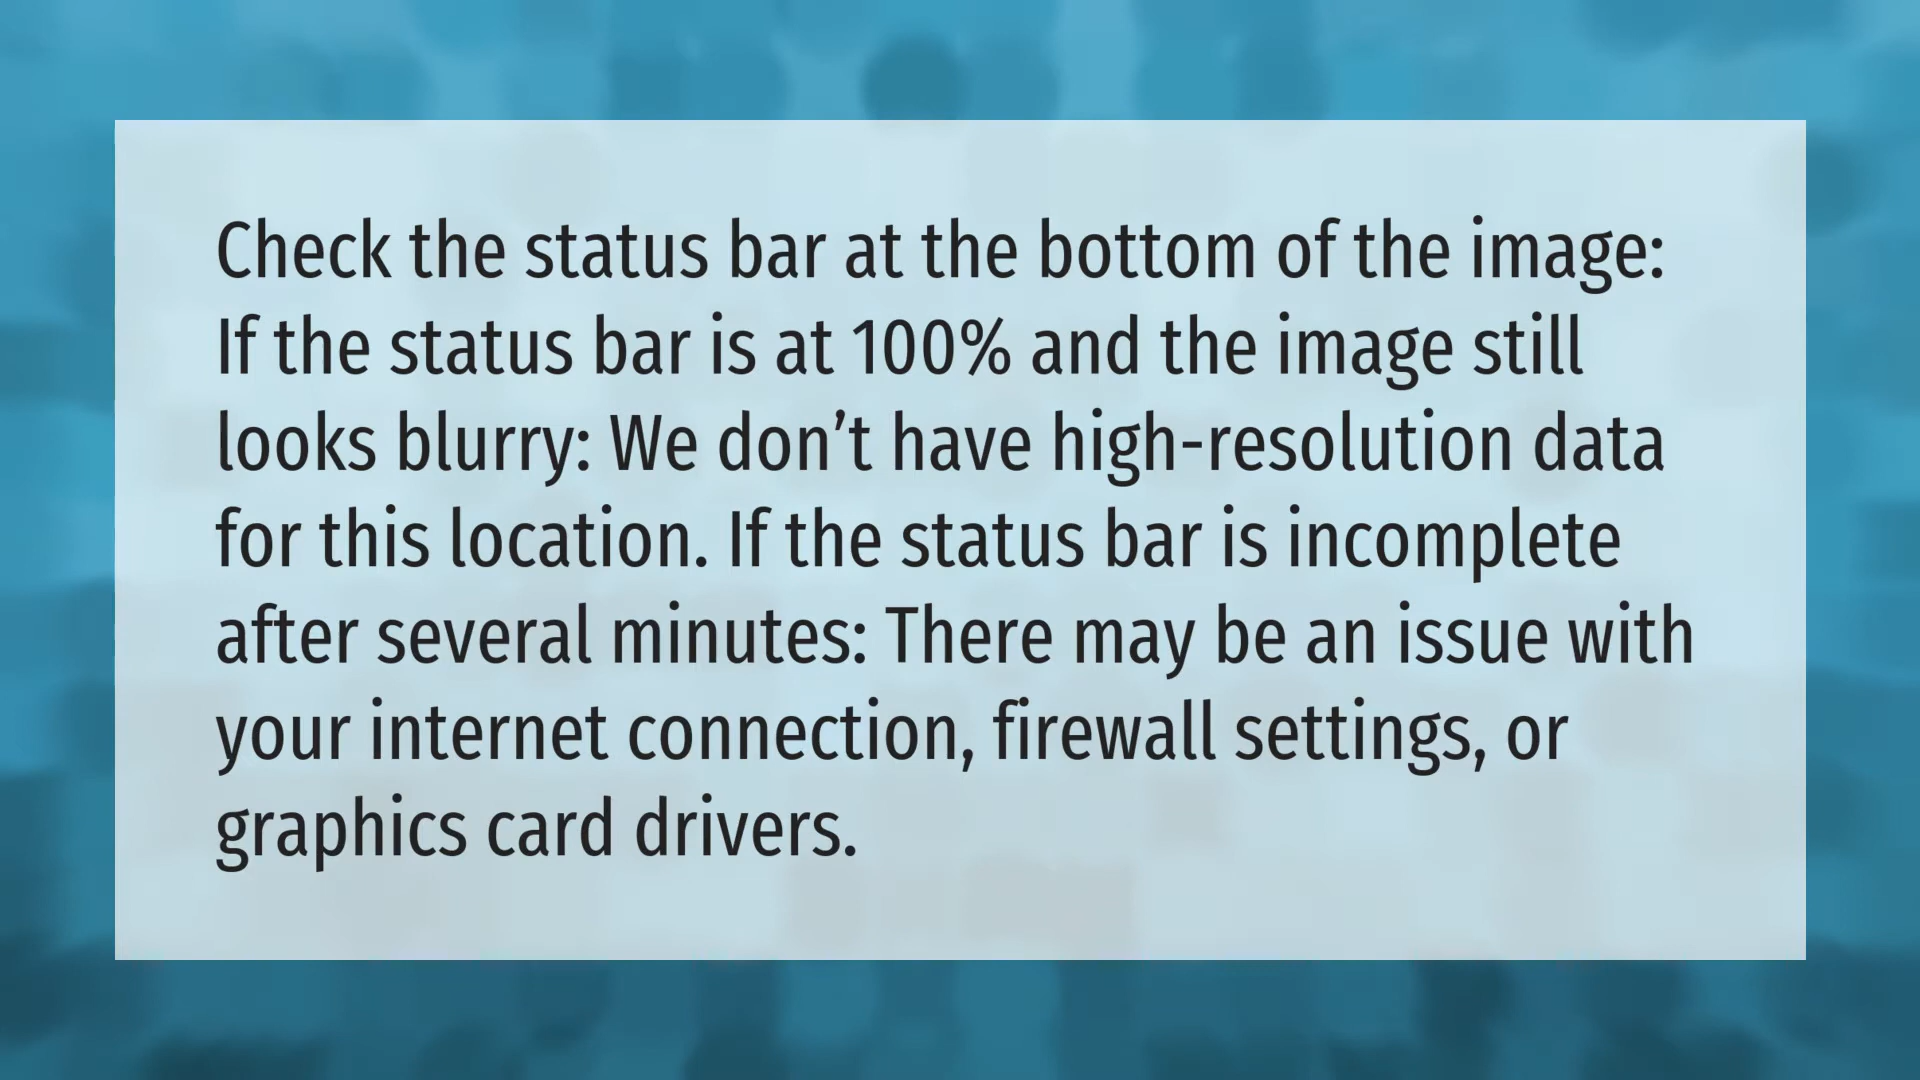 Check the status bar at the bottom of the image:
If the status bar is at 100% and the image still
looks blurry: We don’t have high-resolution data
for this location. If the status bar is incomplete
after several minutes: There may be an issue with
your internet connection, firewall settings, or
graphics card drivers.